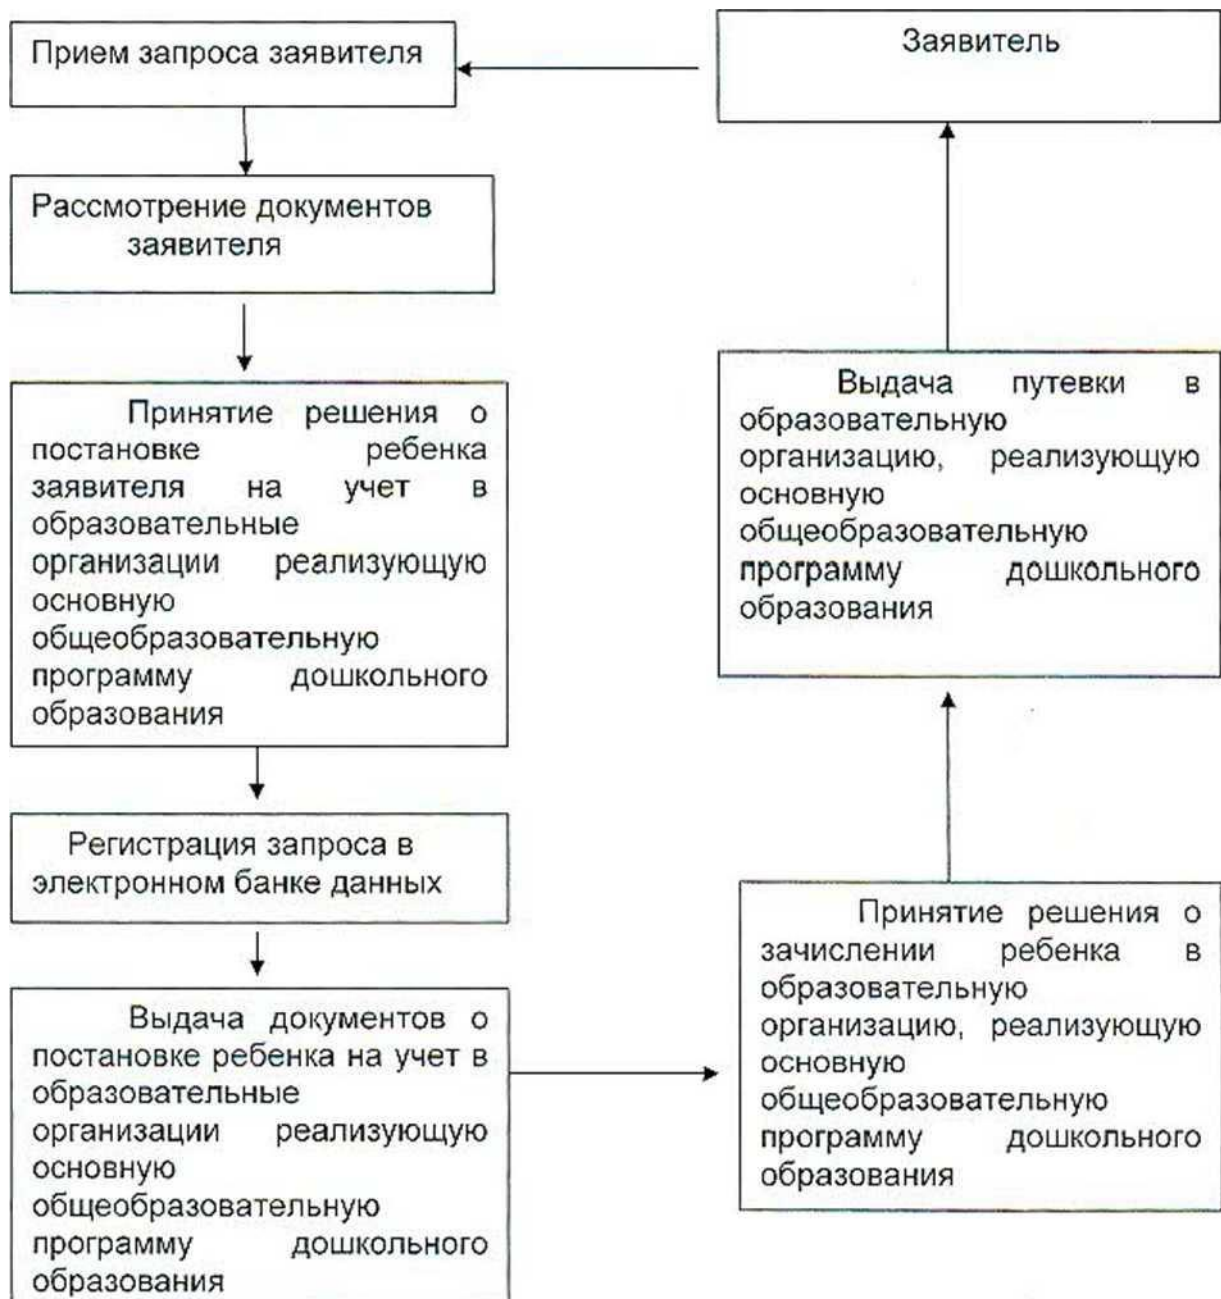 Прием запроса заявителя
Заявитель
Рассмотрение документов
заявителя
Принятие решения о
постановке ребенка
заявителя на учет в
образовательные
организации реализующую
основную
общеобразовательную
программу дошкольного
образования
Регистрация запроса в
электронном банке данных
Выдача документов о
постановке ребенка на учет в
образовательные
организации реализующую
основную
общеобразовательную
программу дошкольного
образования
Принятие решения о
зачислении ребенка в
образовательную
организацию, реализующую
основную
общеобразовательную
программу дошкольного
образования
Выдача путевки в
образовательную
организацию, реализующую
основную
общеобразовательную
программу дошкольного
образования